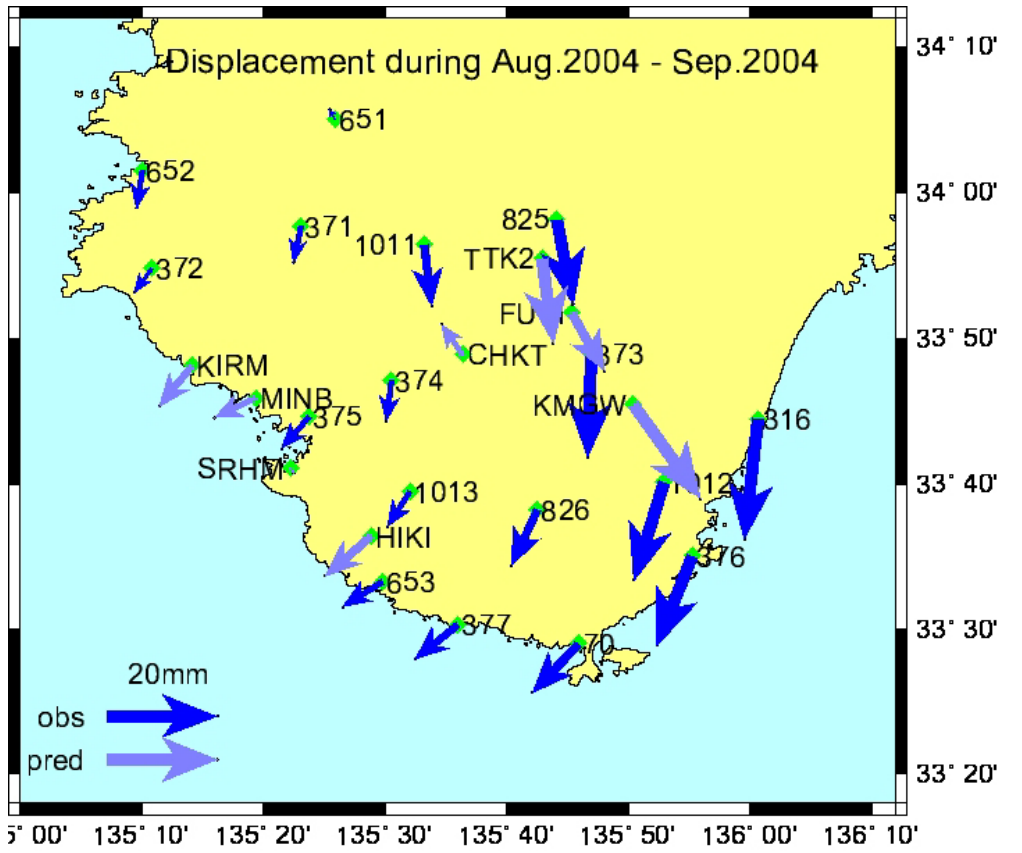 Displacement during Aug.2004 - Sep.2004
34° 10'
651
652
34° 00'
825
371
1011
TTK2
372
FU
33° 50'
373
CHKT
KIRM
374
MINB
KMGW
375
316
SRHM
33° 40'
1012
1013
826
HIKI
376
653
377
33° 30'
70
20mm
obs
pred
33° 20'
5° 00' 135° 10' 135° 20' 135° 30' 135° 40' 135° 50' 136° 00' 136° 10'